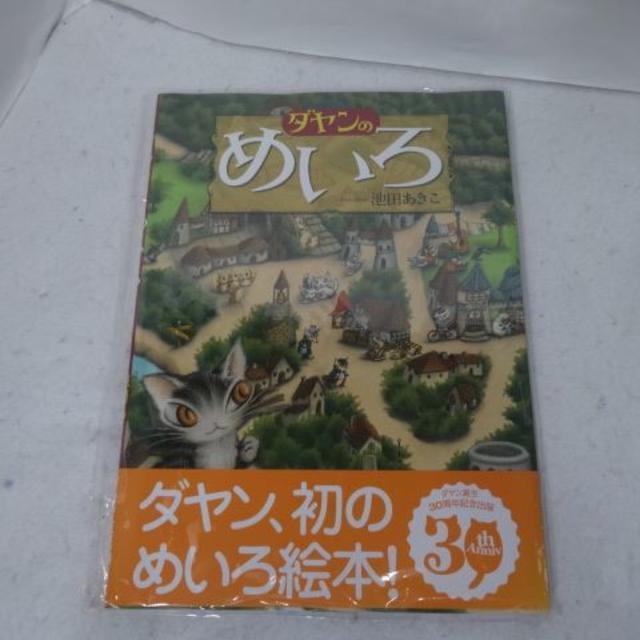 ダヤンの
めいろ
池田あきこ
ダヤン、初の
めいろ絵本!
ダヤン誕生
30周年記念出版
30th
Anniv